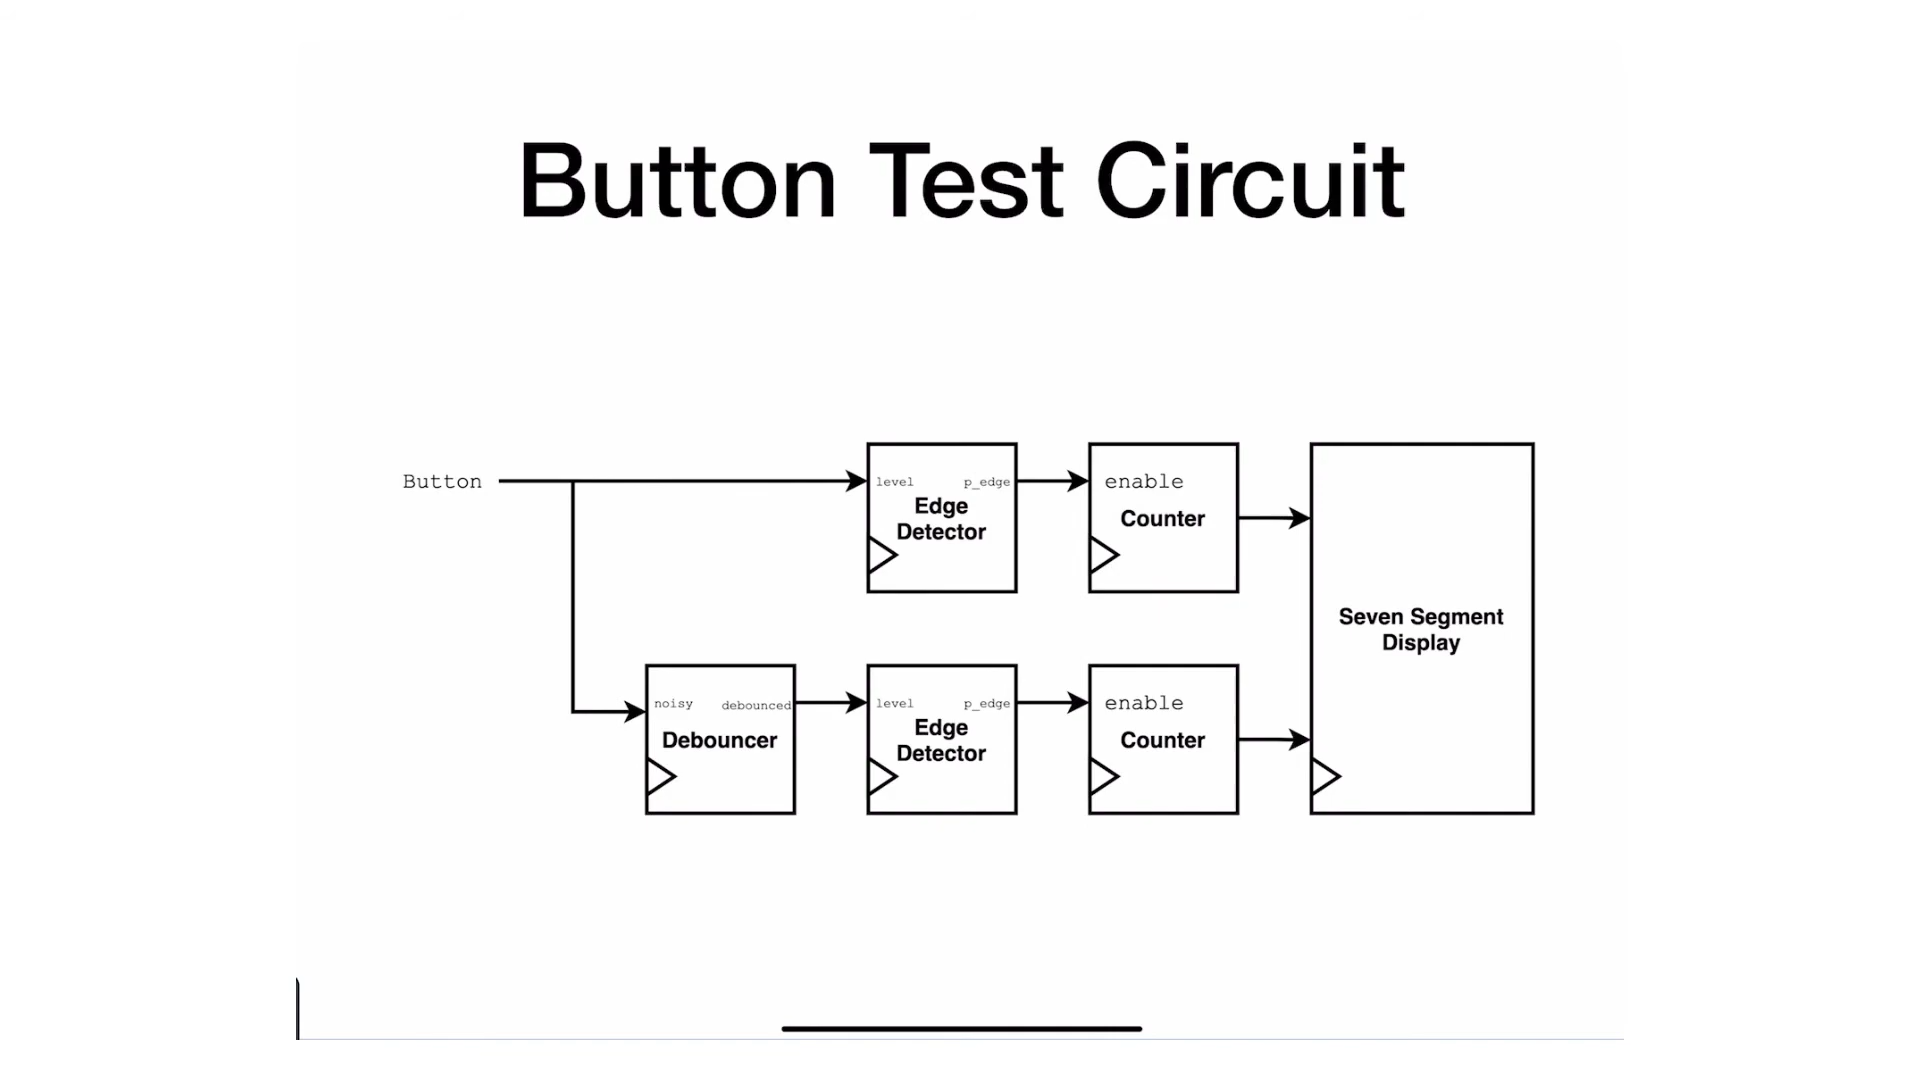 Button Test Circuit
Button
level p_edge
Edge
Detector
enable
Counter
Seven Segment
Display
noisy debounced
Debouncer
level p_edge
Edge
Detector
enable
Counter